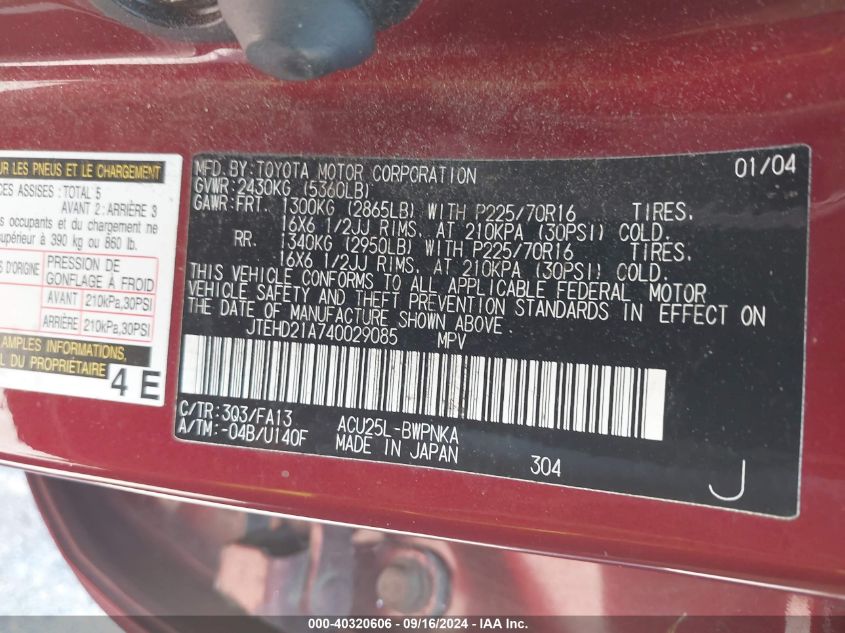 UR LES PNEUS ET LE CHARGEMENT
CES ASSISES: TOTAL 5
AVANT 2: ARRIÈRE 3
occupants et du chargement ne
supérieur à 390 kg ou 860 lb.
D'ORIGINE
PRESSION DE
GONFLAGE À FROID
AVANT 210kPa,30PSI
ARRIÈRE 210kPa,30PSI
AMPLES INFORMATIONS,
L DU PROPRIÉTAIRE
4 E
MFD.BY:TOYOTA MOTOR CORPORATION 01/04
GVWR:2430KG (5360LB)
GAWR:FRT. 1300KG (2865LB) WITH P225/70R16 TIRES.
16X6 1/2JJ RIMS. AT 210KPA (30PSI) COLD.
RR. 1340KG (2950LB) WITH P225/70R16 TIRES.
16X6 1/2JJ RIMS. AT 210KPA (30PSI) COLD.
THIS VEHICLE CONFORMS TO ALL APPLICABLE FEDERAL MOTOR
VEHICLE SAFETY AND THEFT PREVENTION STANDARDS IN EFFECT ON
THE DATE OF MANUFACTURE SHOWN ABOVE.
JTEHD21A740029085 MPV
C/TR:3Q3/FA13 ACU25L-BWPNKA
A/TM:-04B/U140F MADE IN JAPAN 304
J
000-40320606 - 09/16/2024 - IAA Inc.